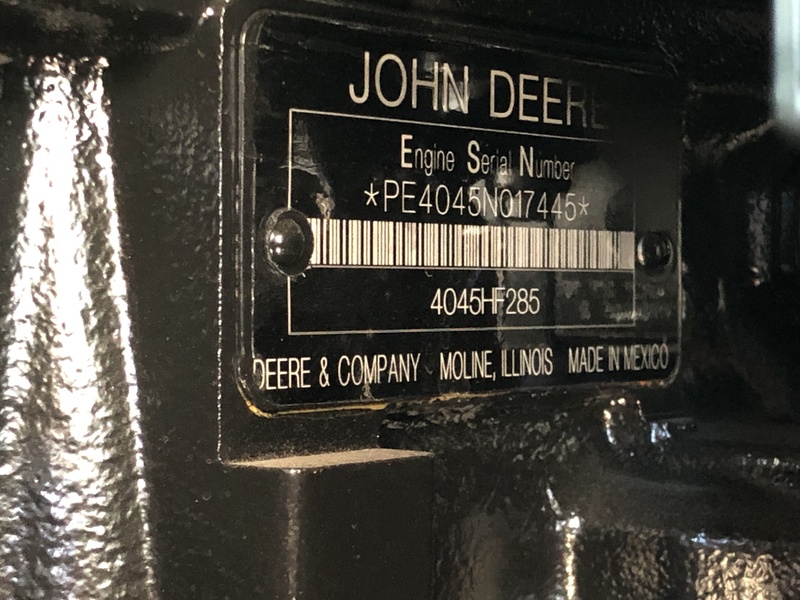 JOHN DEERE
Engine Serial Number
*PE4045N017445*
4045HF285
DEERE & COMPANY MOLINE, ILLINOIS MADE IN MEXICO